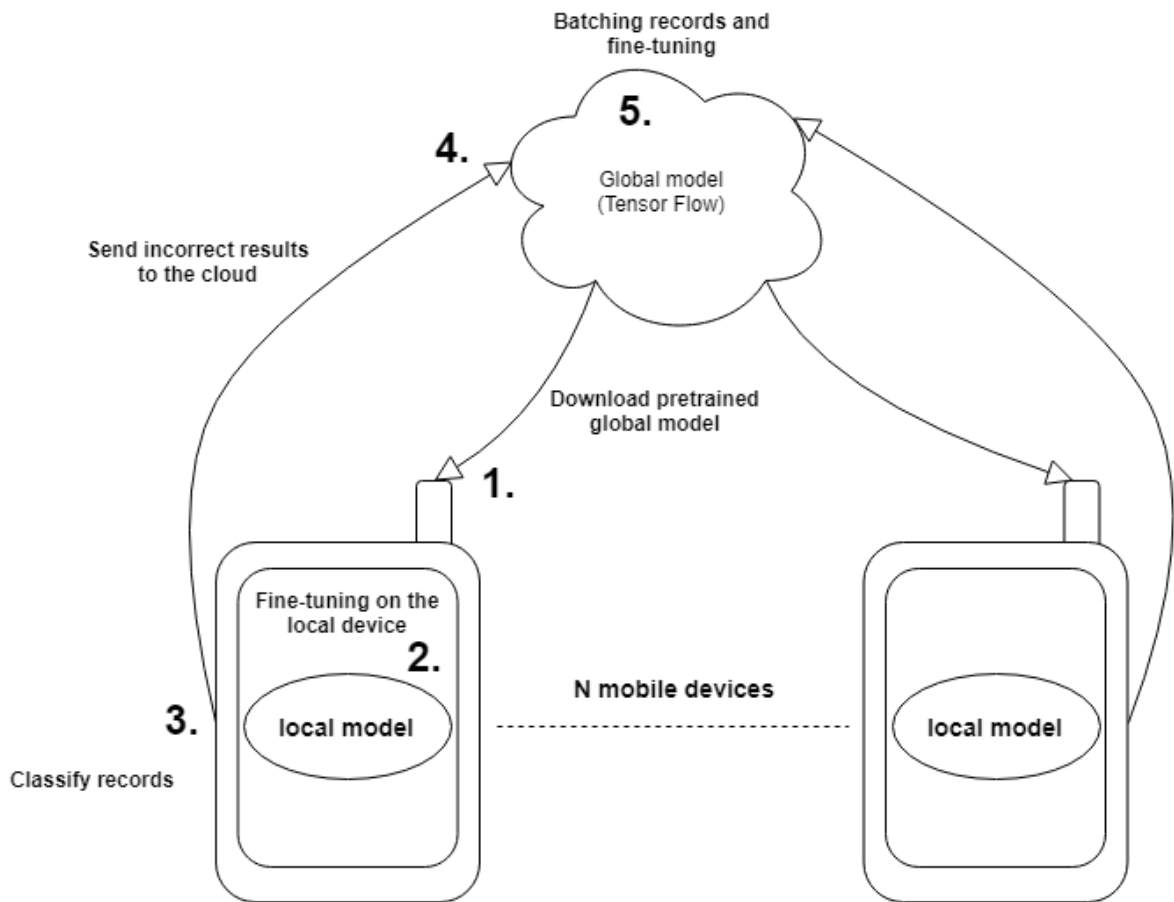 Batching records and
fine-tuning
5.
4.
Global model
(Tensor Flow)
Send incorrect results
to the cloud
Download pretrained
global model
1.
Fine-tuning on the
local device
2.
N mobile devices
3.
local model
local model
Classify records